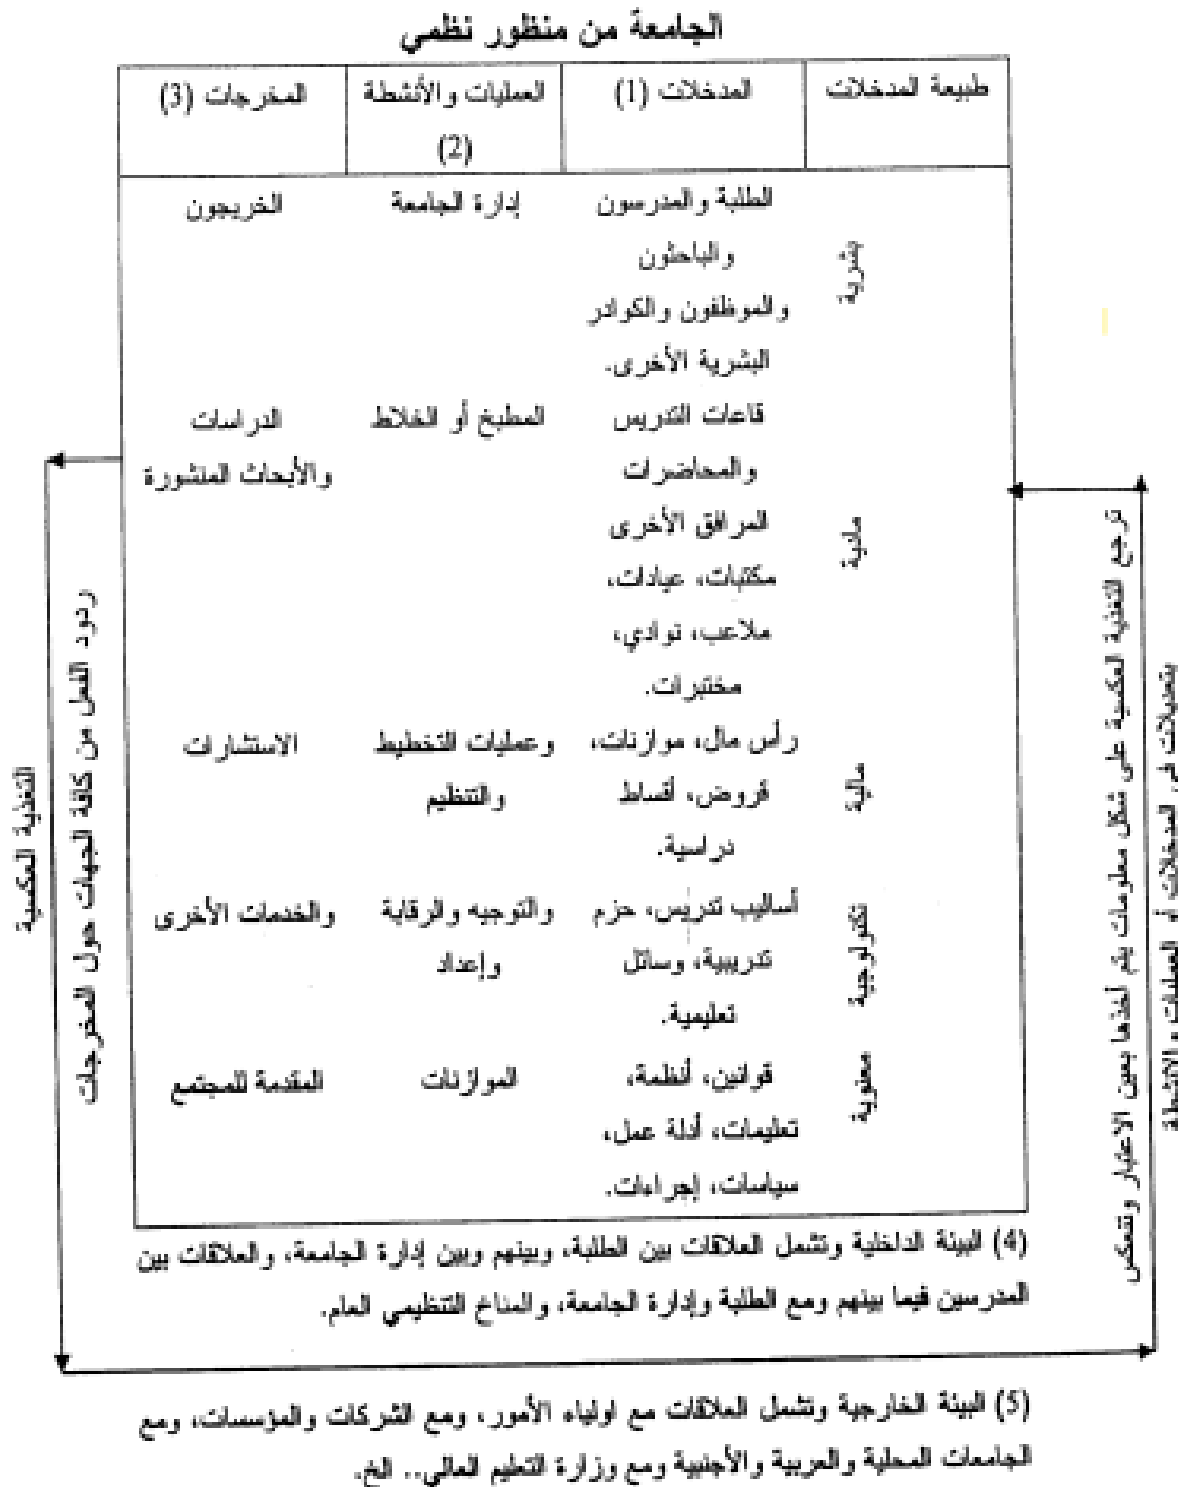 الجامعة من منظور نظمي
طبيعة المدخلات
المدخلات (1)
العمليات والأنشطة
(2)
المخرجات (3)
بشرية
الطلبة والمدرسون
والباحثون
والموظفون والكوادر
البشرية الأخرى.
إدارة الجامعة
الخريجون
مادية
قاعات التدريس
والمحاضرات
المرافق الأخرى
مكتبات، عيادات،
ملاعب، نوادي،
مختبرات.
المطبخ أو الخلاط
الدراسات
والأبحاث المنشورة
مالية
رأس مال، موازنات،
قروض، أقساط
دراسية.
وعمليات التخطيط
والتنظيم
الاستشارات
تكنولوجية
أساليب تدريس، حزم
تدريبية، وسائل
تعليمية.
والتوجيه والرقابة
وإعداد
والخدمات الأخرى
معنوية
قوانين، أنظمة،
تعليمات، أدلة عمل،
سياسات، إجراءات.
الموازنات
المقدمة للمجتمع
ترجع التغذية العكسية على شكل معلومات يتم أخذها بعين الاعتبار وتنعكس
بتعديلات في المدخلات أو العمليات والأنشطة
ردود الفعل من كافة الجهات حول المخرجات
التغذية العكسية
(4) البيئة الداخلية وتشمل العلاقات بين الطلبة، وبينهم وبين إدارة الجامعة، والعلاقات بين
المدرسين فيما بينهم ومع الطلبة وإدارة الجامعة، والمناخ التنظيمي العام.
(5) البيئة الخارجية وتشمل العلاقات مع اولياء الأمور، ومع الشركات والمؤسسات، ومع
الجامعات المحلية والعربية والأجنبية ومع وزارة التعليم العالي.. الخ.